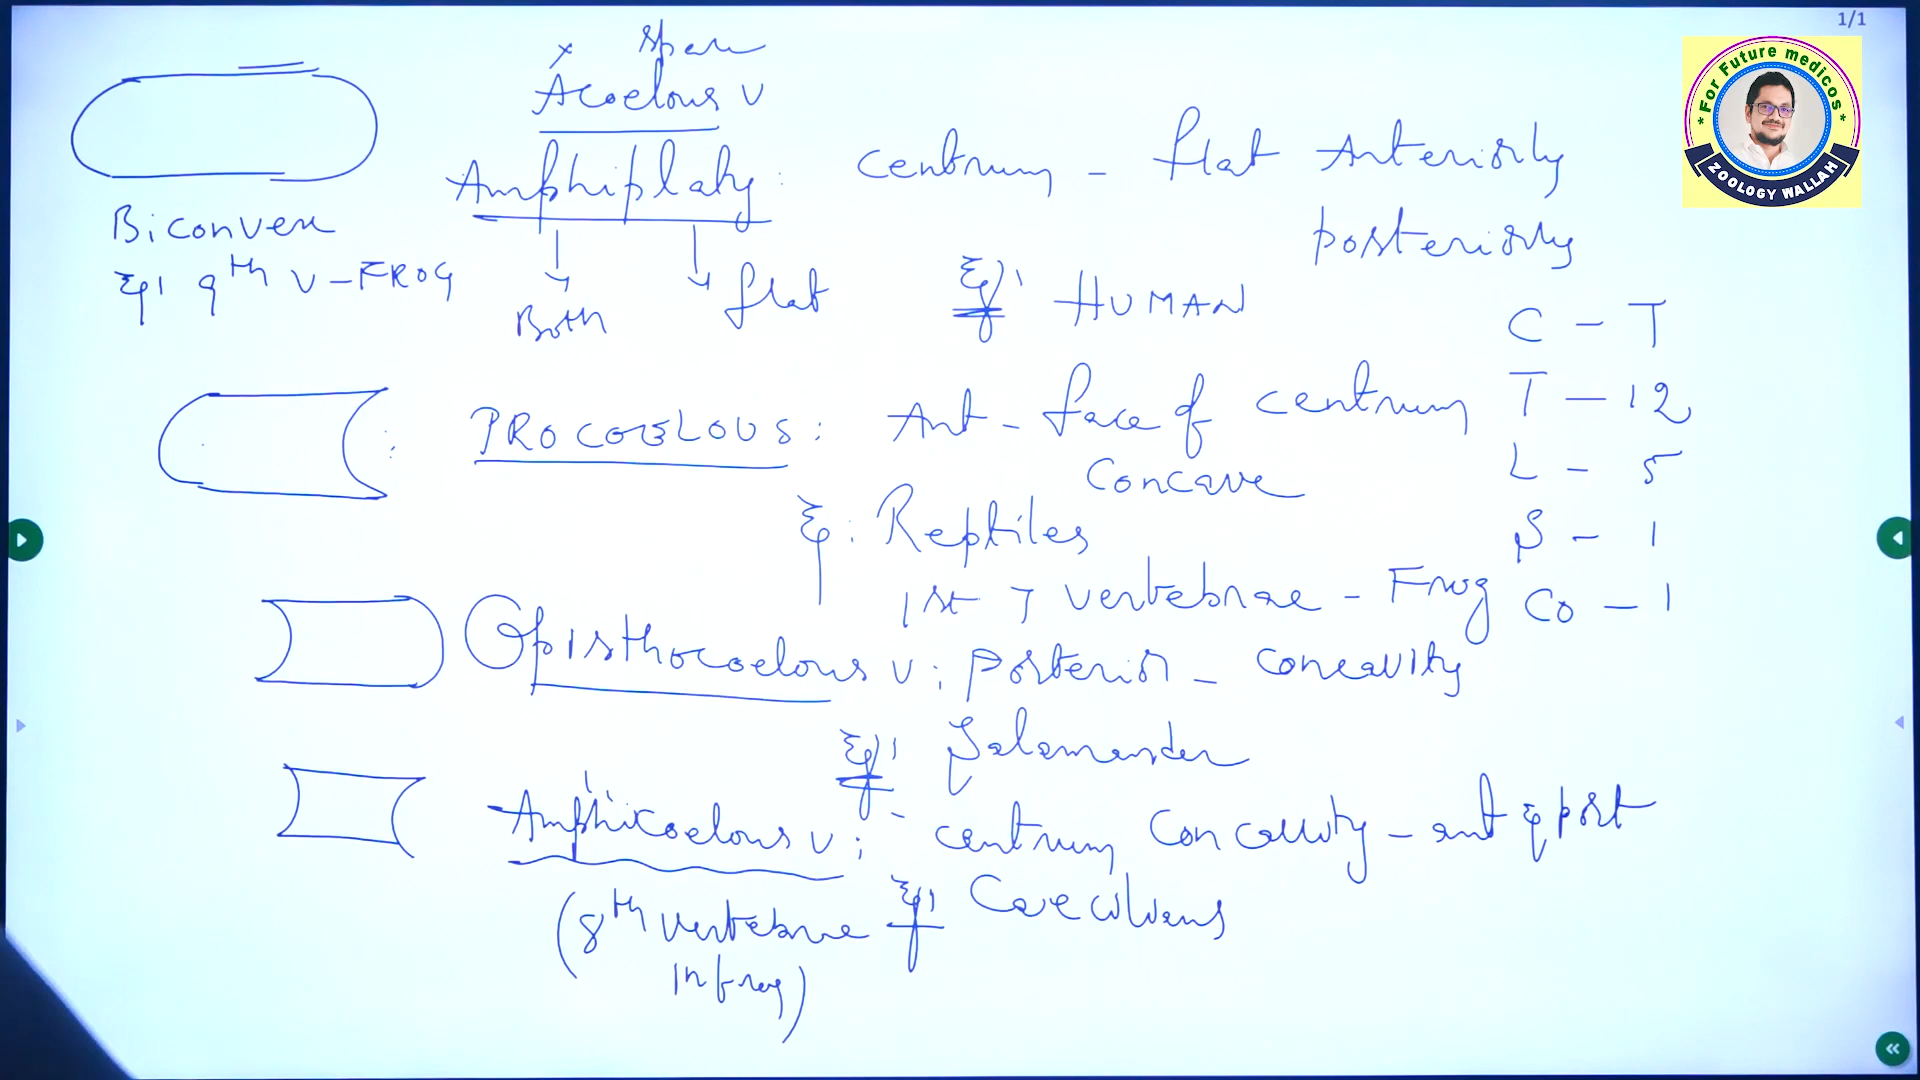 1/1
* For Future medicos *
ZOOLOGY WALLAH
x
Acoelous V
Amphiplaty : centrum - flat Anteriorly
posteriorly
Biconvex
Eg' 9th V - FROG
Both
flat
Eg' HUMAN
C - 7
T - 12
L - 5
S - 1
Co - 1
PROCOELOUS : Ant - face of centrum
Concave
Eg : Reptiles
1st 7 vertebrae - Frog
Opisthocoelous V ; Posterior - concavity
Eg' Salamander
Amphicoelous V ; - centrum Concavity - ant & post
(8th vertebrae
in frog)
Eg' Caecilians